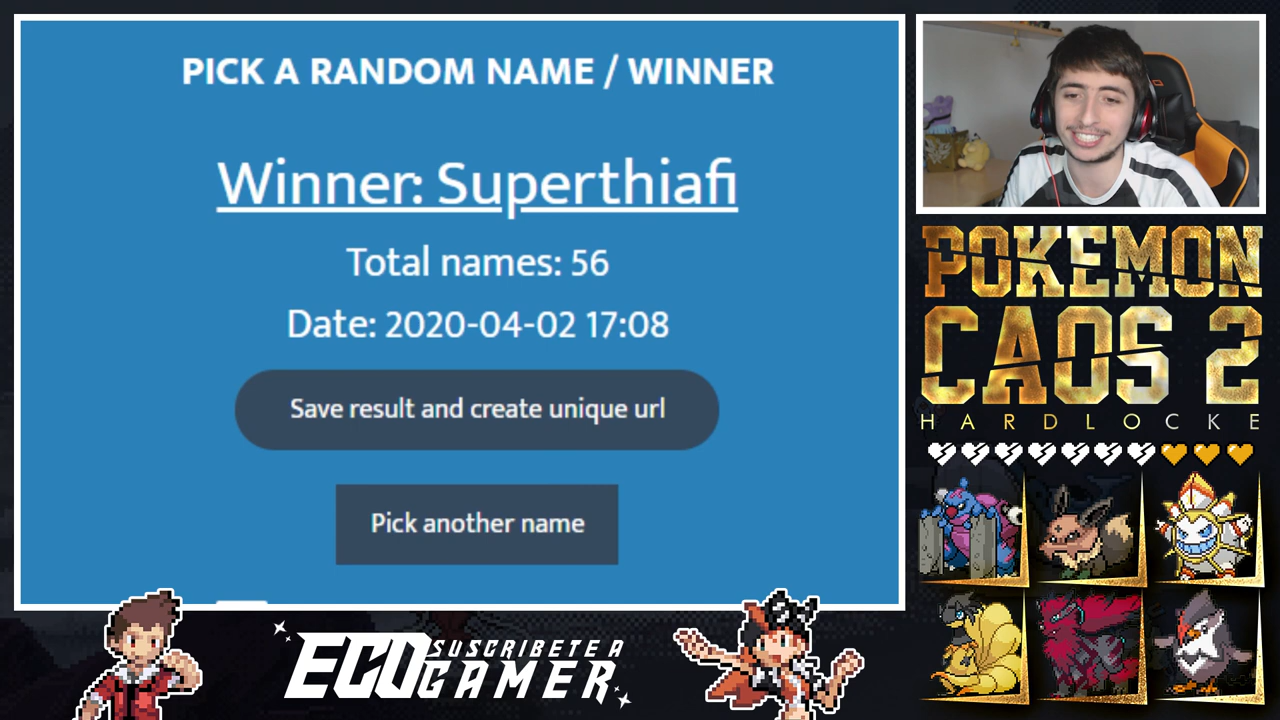 PICK A RANDOM NAME / WINNER
Winner: Superthiafi
Total names: 56
Date: 2020-04-02 17:08
Save result and create unique url
Pick another name
POKEMON
CAOS 2
HARDLOCKE
SUSCRIBETE A
EGO GAMER